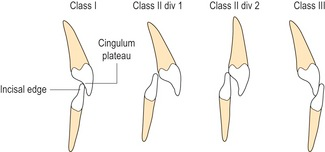 Class I
Class II div 1
Class II div 2
Class III
Cingulum
plateau
Incisal edge